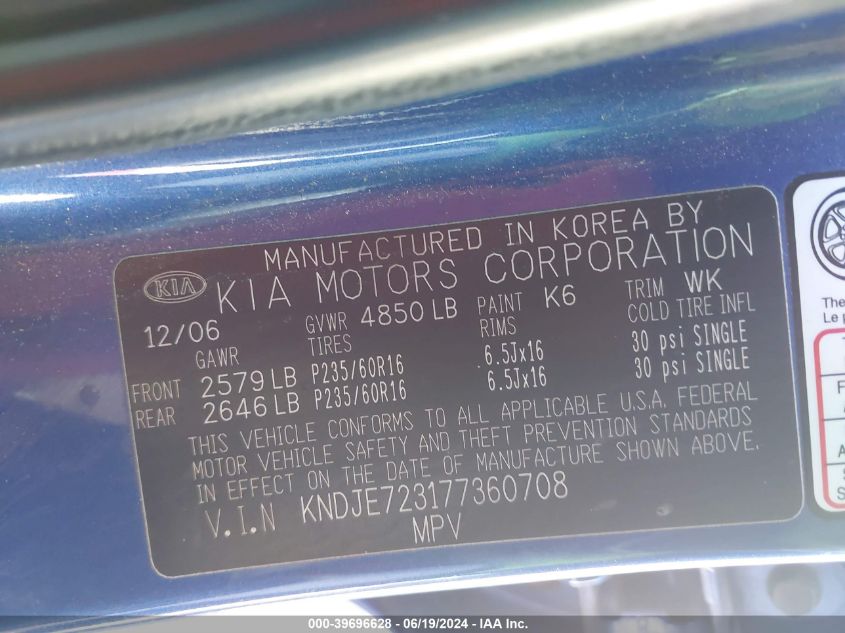 MANUFACTURED IN KOREA BY
KIA KIA MOTORS CORPORATION
12/06 GVWR 4850 LB PAINT K6 TRIM WK
GAWR TIRES RIMS COLD TIRE INFL
FRONT 2579 LB P235/60R16 6.5Jx16 30 psi SINGLE
REAR 2646 LB P235/60R16 6.5Jx16 30 psi SINGLE
THIS VEHICLE CONFORMS TO ALL APPLICABLE U.S.A. FEDERAL
MOTOR VEHICLE SAFETY AND THEFT PREVENTION STANDARDS
IN EFFECT ON THE DATE OF MANUFACTURE SHOWN ABOVE.
V.I.N KNDJE723177360708
MPV
The
Le p
000-39696628 - 06/19/2024 - IAA Inc.